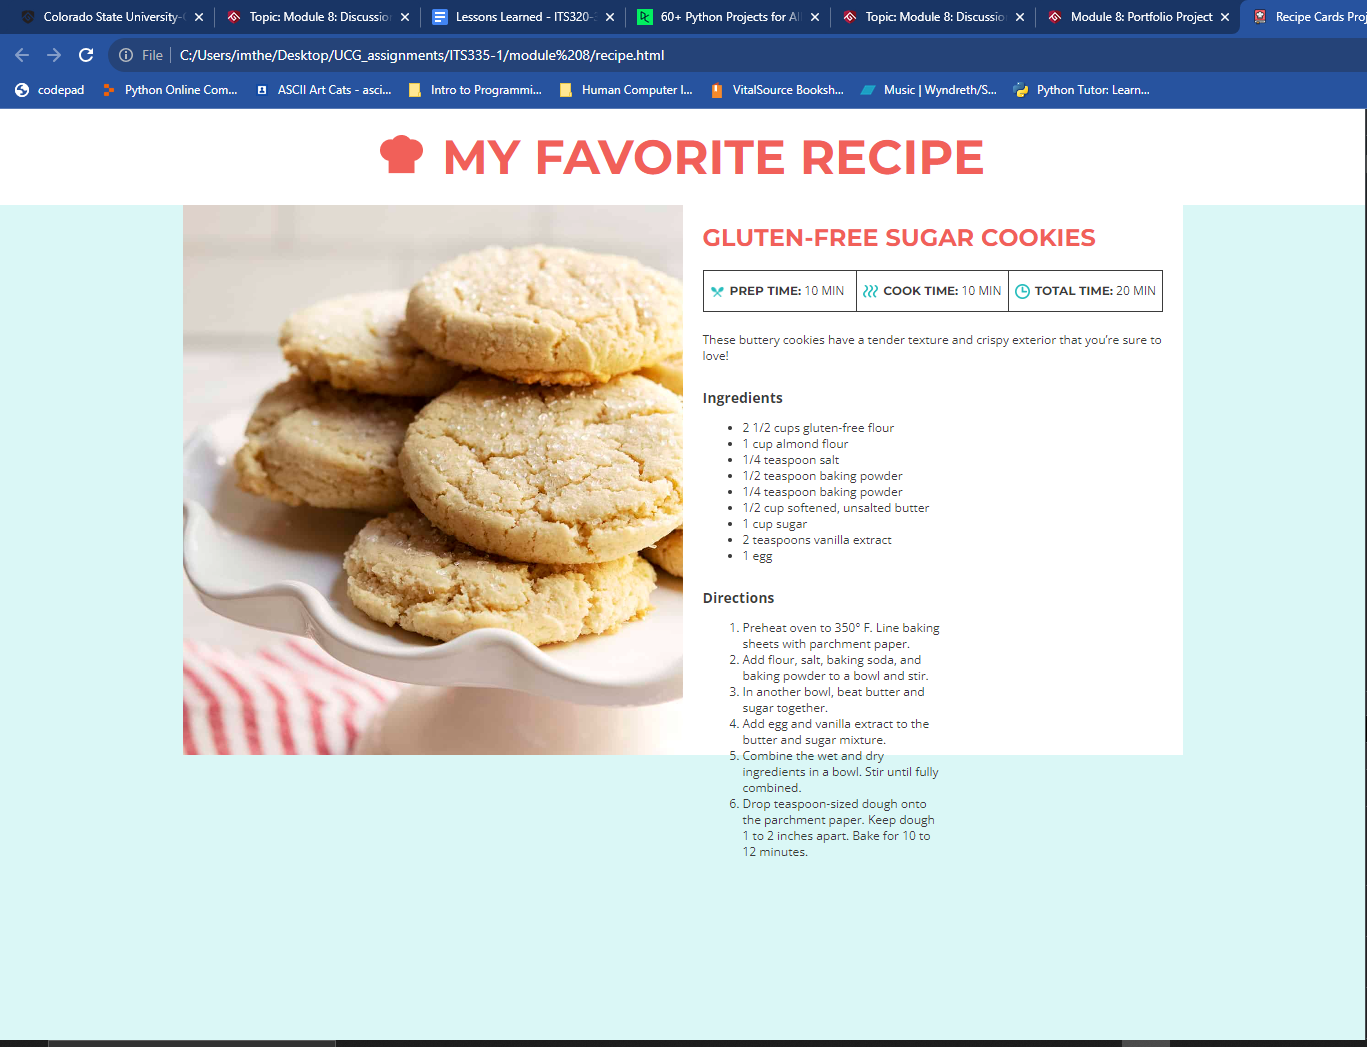 Colorado State University-
Topic: Module 8: Discussion
Lessons Learned - ITS320-
60+ Python Projects for All
Topic: Module 8: Discussion
Module 8: Portfolio Project
Recipe Cards Proj
File
C:/Users/imthe/Desktop/UCG_assignments/ITS335-1/module%208/recipe.html
codepad
Python Online Com...
ASCII Art Cats - asci...
Intro to Programmi...
Human Computer I...
VitalSource Booksh...
Music | Wyndreth/S...
Python Tutor: Learn...
MY FAVORITE RECIPE
GLUTEN-FREE SUGAR COOKIES
PREP TIME: 10 MIN
COOK TIME: 10 MIN
TOTAL TIME: 20 MIN
These buttery cookies have a tender texture and crispy exterior that you're sure to
love!
Ingredients
• 2 1/2 cups gluten-free flour
• 1 cup almond flour
• 1/4 teaspoon salt
• 1/2 teaspoon baking powder
• 1/4 teaspoon baking powder
• 1/2 cup softened, unsalted butter
• 1 cup sugar
• 2 teaspoons vanilla extract
• 1 egg
Directions
1. Preheat oven to 350° F. Line baking
sheets with parchment paper.
2. Add flour, salt, baking soda, and
baking powder to a bowl and stir.
3. In another bowl, beat butter and
sugar together.
4. Add egg and vanilla extract to the
butter and sugar mixture.
5. Combine the wet and dry
ingredients in a bowl. Stir until fully
combined.
6. Drop teaspoon-sized dough onto
the parchment paper. Keep dough
1 to 2 inches apart. Bake for 10 to
12 minutes.